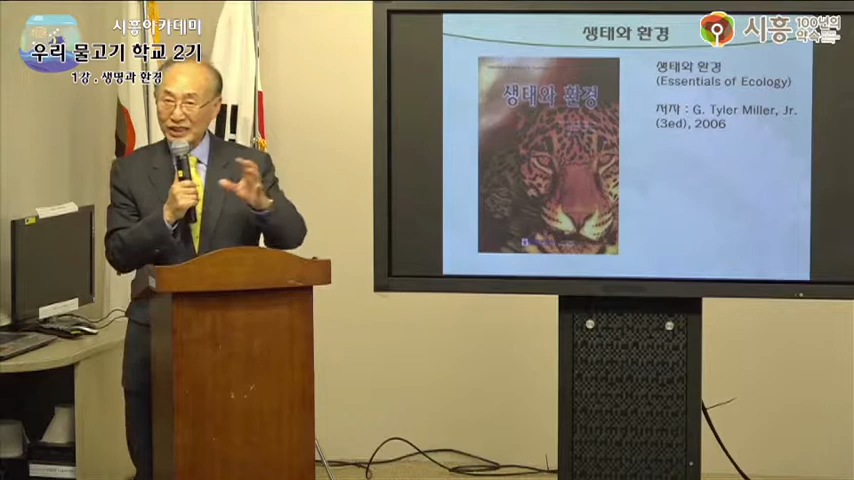 시흥아카데미
우리 물고기 학교 2기
1강. 생명과 환경
생태와 환경
시흥
100년의
약속
생태와 환경
생태와 환경
(Essentials of Ecology)
저자 : G. Tyler Miller, Jr.
(3ed), 2006